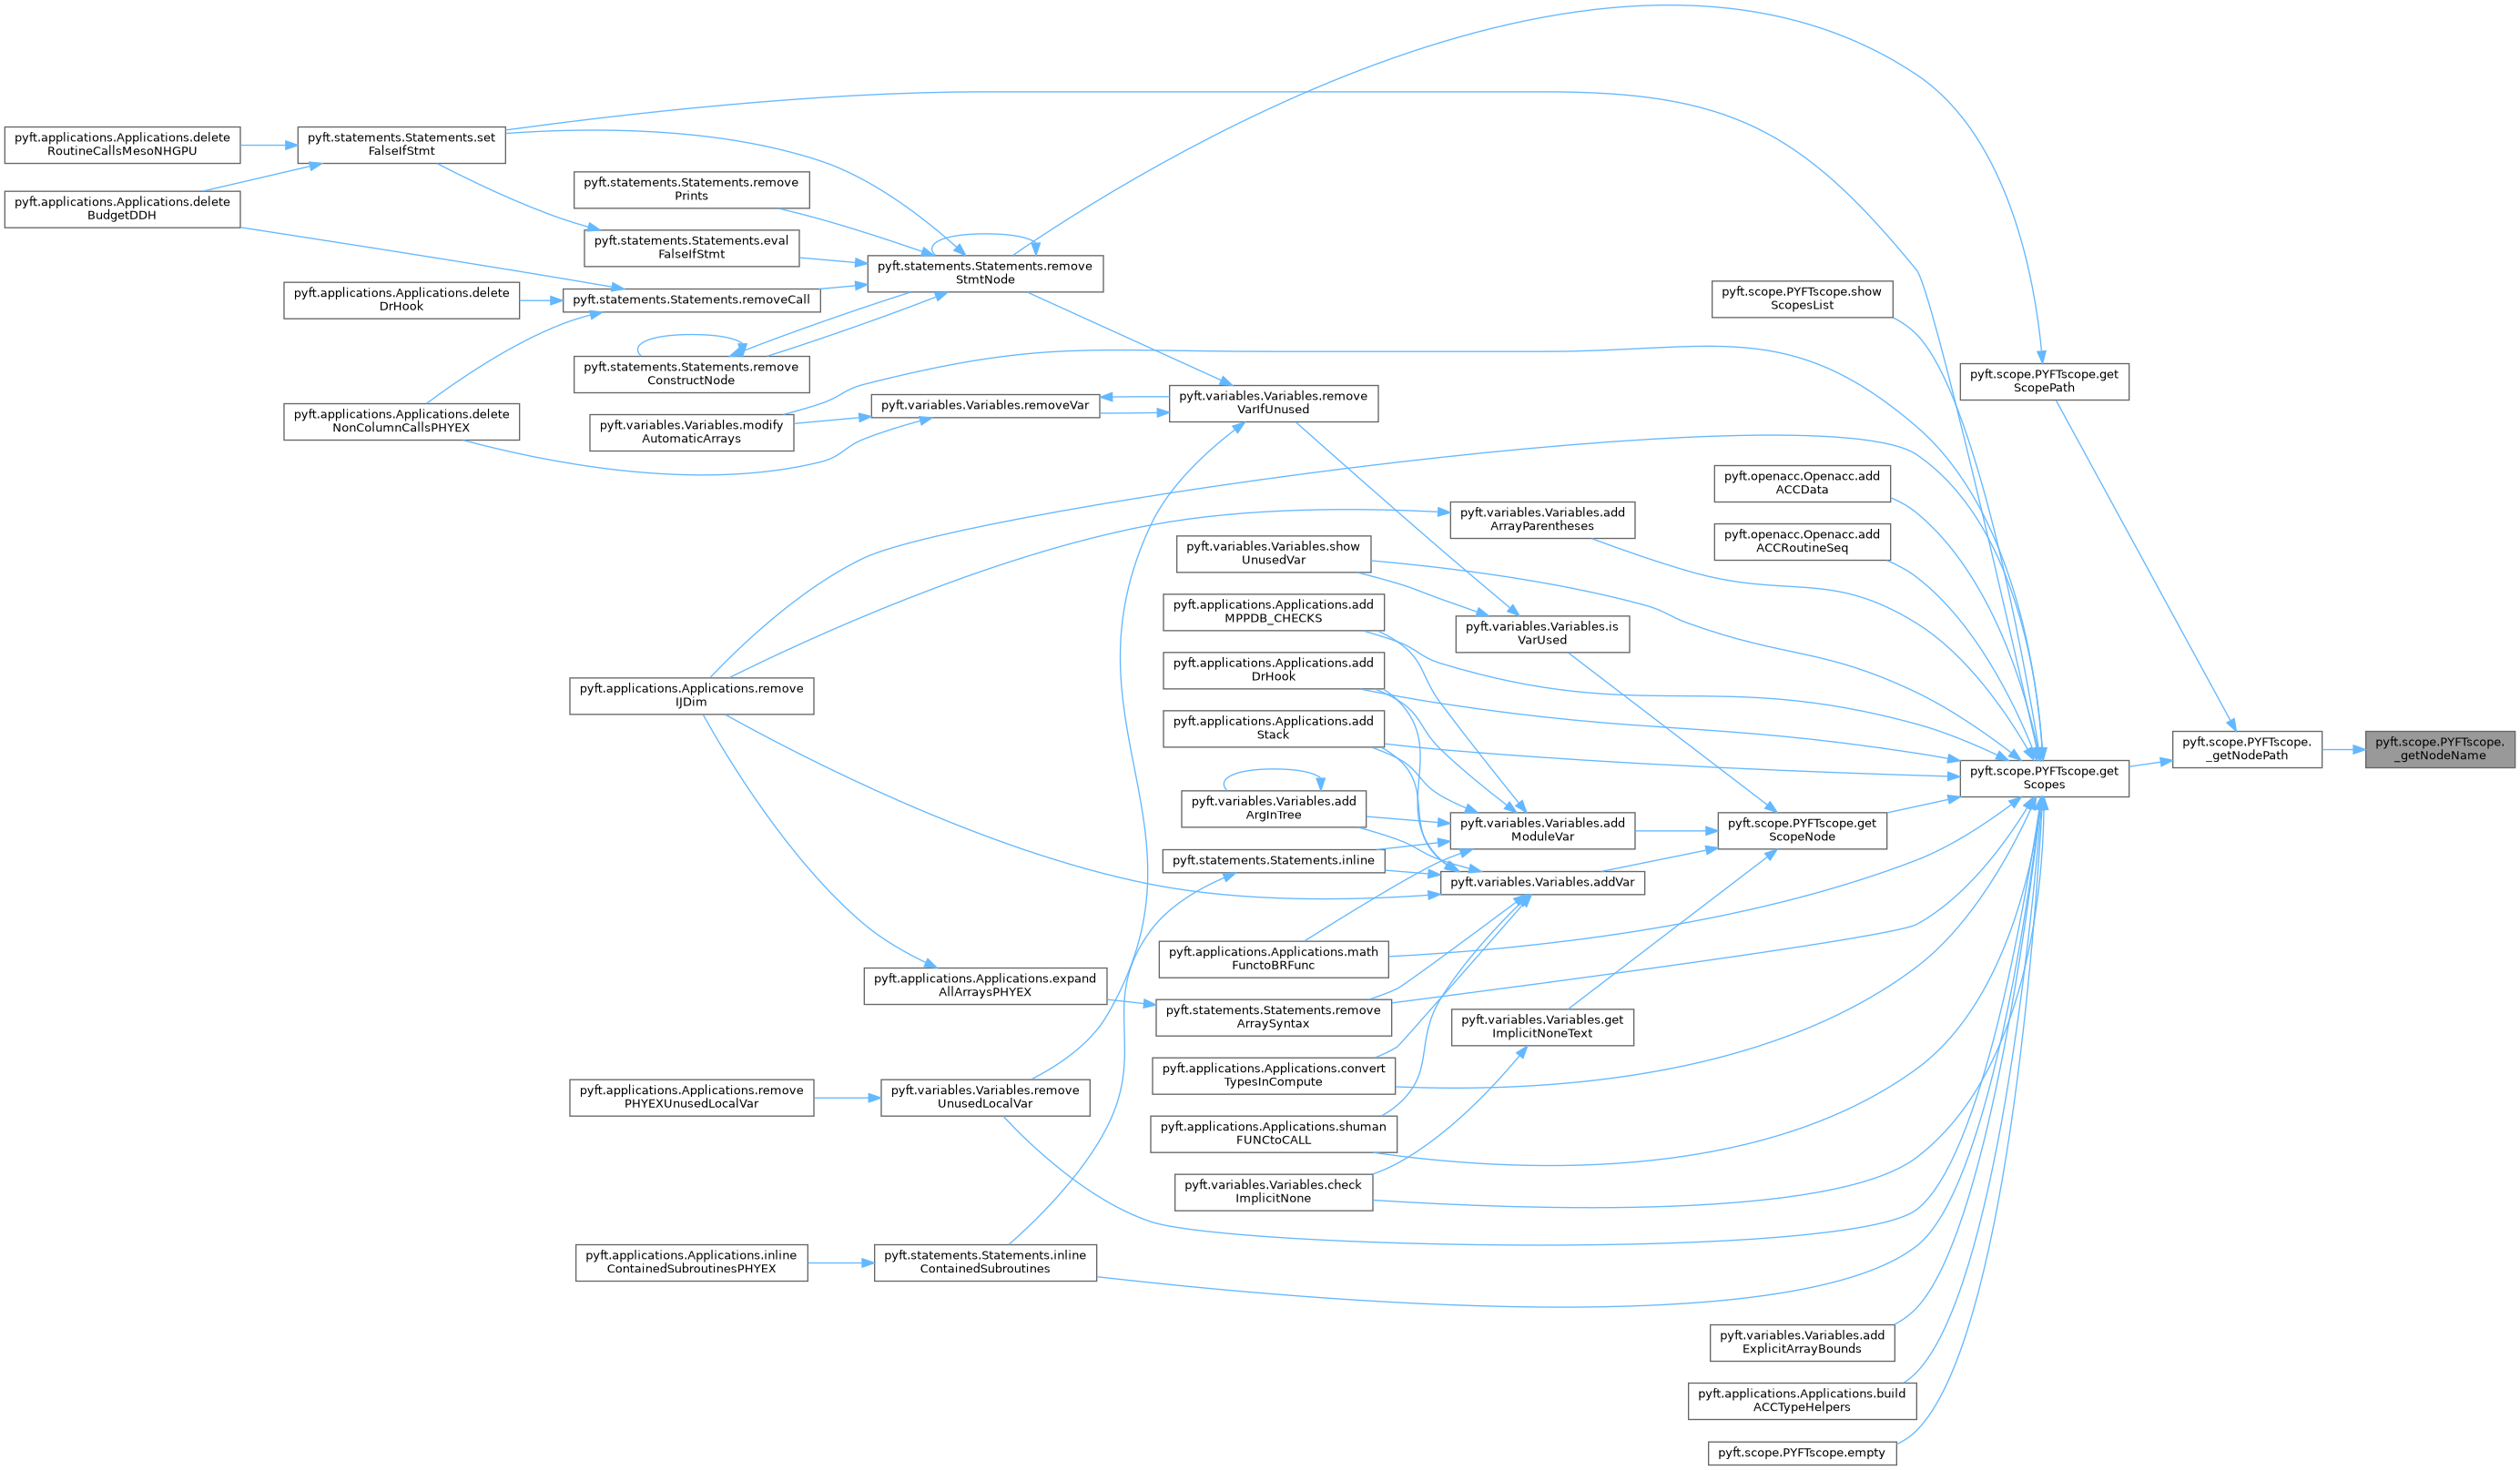 pyft.applications.Applications.delete
RoutineCallsMesoNHGPU
pyft.applications.Applications.delete
BudgetDDH
pyft.statements.Statements.set
FalseIfStmt
pyft.applications.Applications.delete
DrHook
pyft.applications.Applications.delete
NonColumnCallsPHYEX
pyft.statements.Statements.remove
Prints
pyft.statements.Statements.eval
FalseIfStmt
pyft.statements.Statements.removeCall
pyft.statements.Statements.remove
ConstructNode
pyft.variables.Variables.modify
AutomaticArrays
pyft.applications.Applications.remove
IJDim
pyft.applications.Applications.remove
PHYEXUnusedLocalVar
pyft.applications.Applications.inline
ContainedSubroutinesPHYEX
pyft.statements.Statements.remove
StmtNode
pyft.variables.Variables.removeVar
pyft.applications.Applications.expand
AllArraysPHYEX
pyft.variables.Variables.remove
UnusedLocalVar
pyft.statements.Statements.inline
ContainedSubroutines
pyft.variables.Variables.remove
VarIfUnused
pyft.variables.Variables.show
UnusedVar
pyft.applications.Applications.add
MPPDB_CHECKS
pyft.applications.Applications.add
DrHook
pyft.applications.Applications.add
Stack
pyft.variables.Variables.add
ArgInTree
pyft.statements.Statements.inline
pyft.applications.Applications.math
FunctoBRFunc
pyft.statements.Statements.remove
ArraySyntax
pyft.applications.Applications.convert
TypesInCompute
pyft.applications.Applications.shuman
FUNCtoCALL
pyft.variables.Variables.check
ImplicitNone
pyft.variables.Variables.add
ArrayParentheses
pyft.variables.Variables.is
VarUsed
pyft.variables.Variables.add
ModuleVar
pyft.variables.Variables.addVar
pyft.variables.Variables.get
ImplicitNoneText
pyft.scope.PYFTscope.show
ScopesList
pyft.openacc.Openacc.add
ACCData
pyft.openacc.Openacc.add
ACCRoutineSeq
pyft.scope.PYFTscope.get
ScopeNode
pyft.variables.Variables.add
ExplicitArrayBounds
pyft.applications.Applications.build
ACCTypeHelpers
pyft.scope.PYFTscope.empty
pyft.scope.PYFTscope.get
ScopePath
pyft.scope.PYFTscope.get
Scopes
pyft.scope.PYFTscope.
_getNodePath
pyft.scope.PYFTscope.
_getNodeName